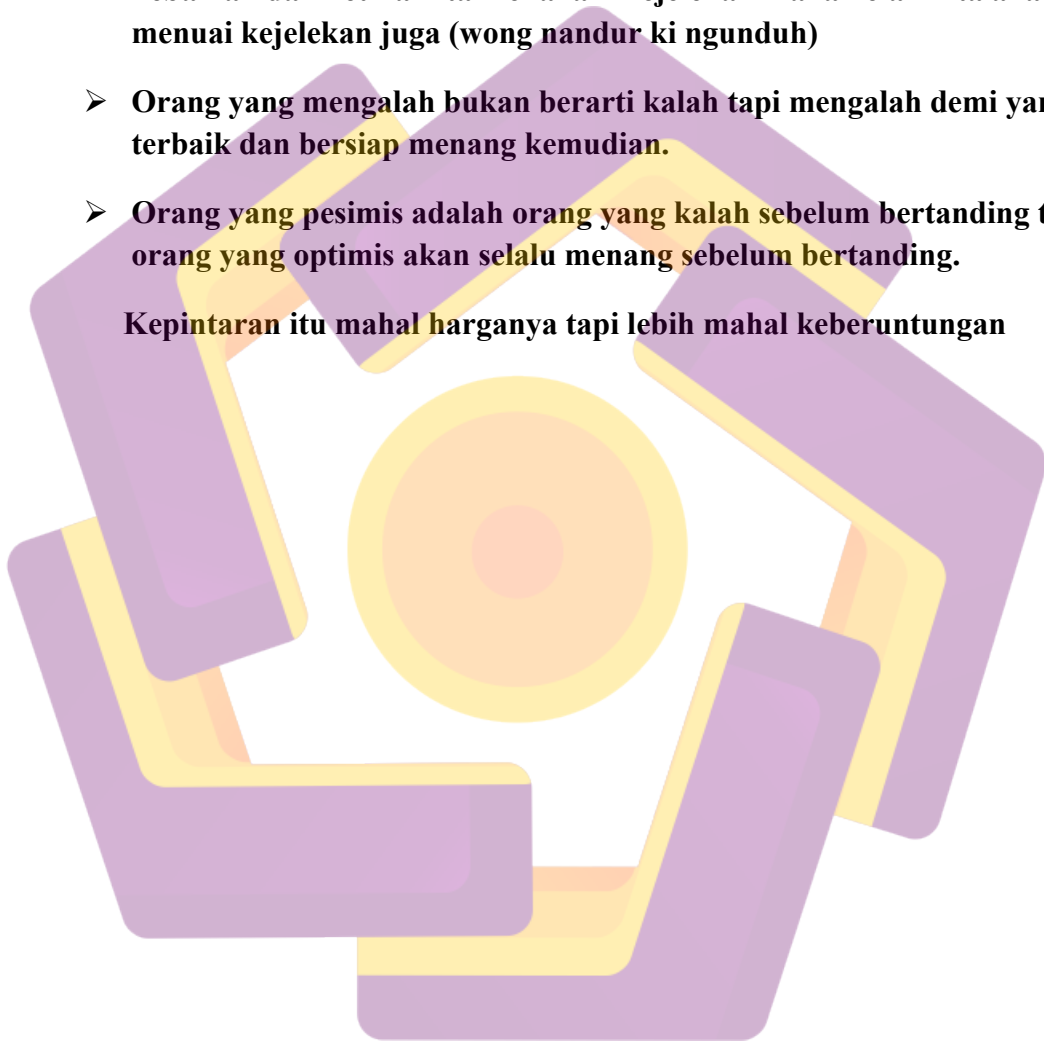 menuai kejelekan juga (wong nandur ki ngunduh)
➢ Orang yang mengalah bukan berarti kalah tapi mengalah demi
terbaik dan bersiap menang kemudian.
➢ Orang yang pesimis adalah orang yang kalah sebelum bertanding
orang yang optimis akan selalu menang sebelum bertanding.
Kepintaran itu mahal harganya tapi lebih mahal keberuntungan